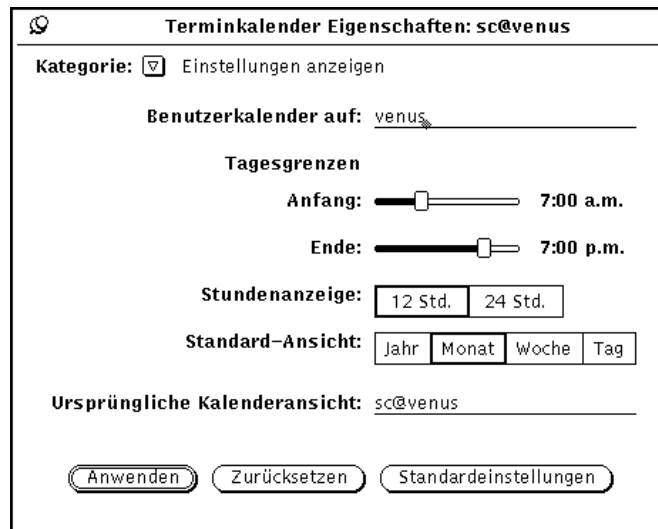 Terminkalender Eigenschaften: sc@venus
Kategorie: Einstellungen anzeigen
Benutzerkalender auf: venus
Tagesgrenzen
Anfang: 7:00 a.m.
Ende: 7:00 p.m.
Stundenanzeige: 12 Std. 24 Std.
Standard-Ansicht: Jahr Monat Woche Tag
Ursprüngliche Kalenderansicht: sc@venus
Anwenden Zurücksetzen Standardeinstellungen